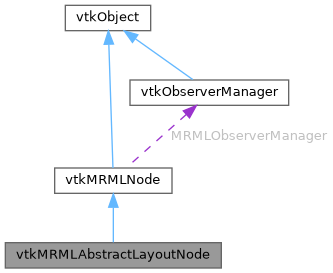 vtkObject
vtkObserverManager
MRMLObserverManager
vtkMRMLNode
vtkMRMLAbstractLayoutNode